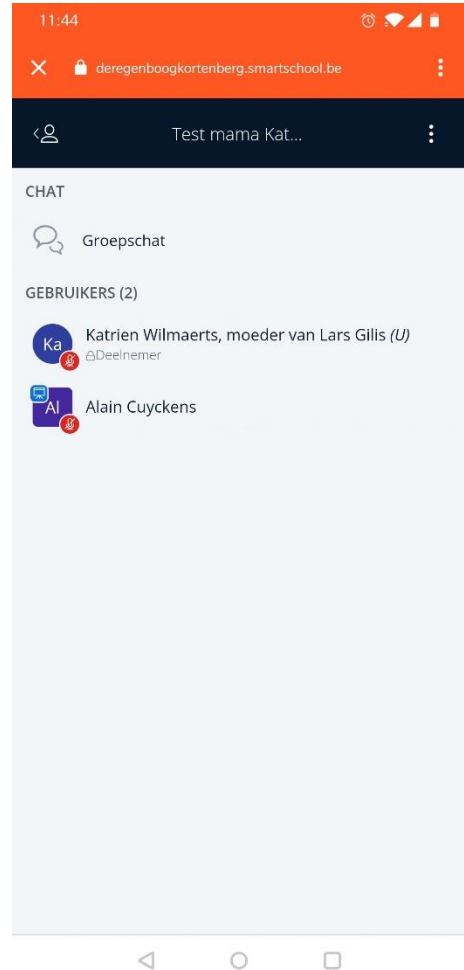 11:44
deregenboogkortenberg.smartschool.be
Test mama Kat...
CHAT
Groepschat
GEBRUIKERS (2)
Ka
Katrien Wilmaerts, moeder van Lars Gilis (U)
Deelnemer
Al
Alain Cuyckens